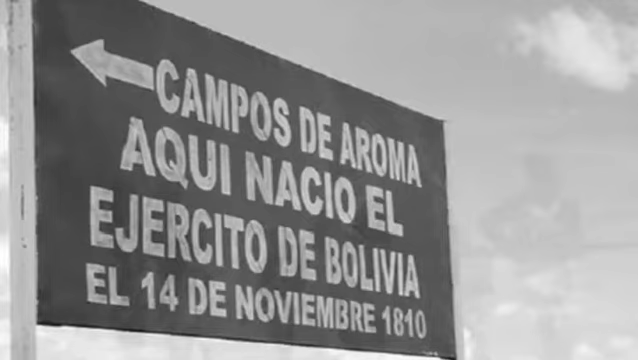 CAMPOS DE AROMA
AQUI NACIO EL
EJERCITO DE BOLIVIA
EL 14 DE NOVIEMBRE 1810